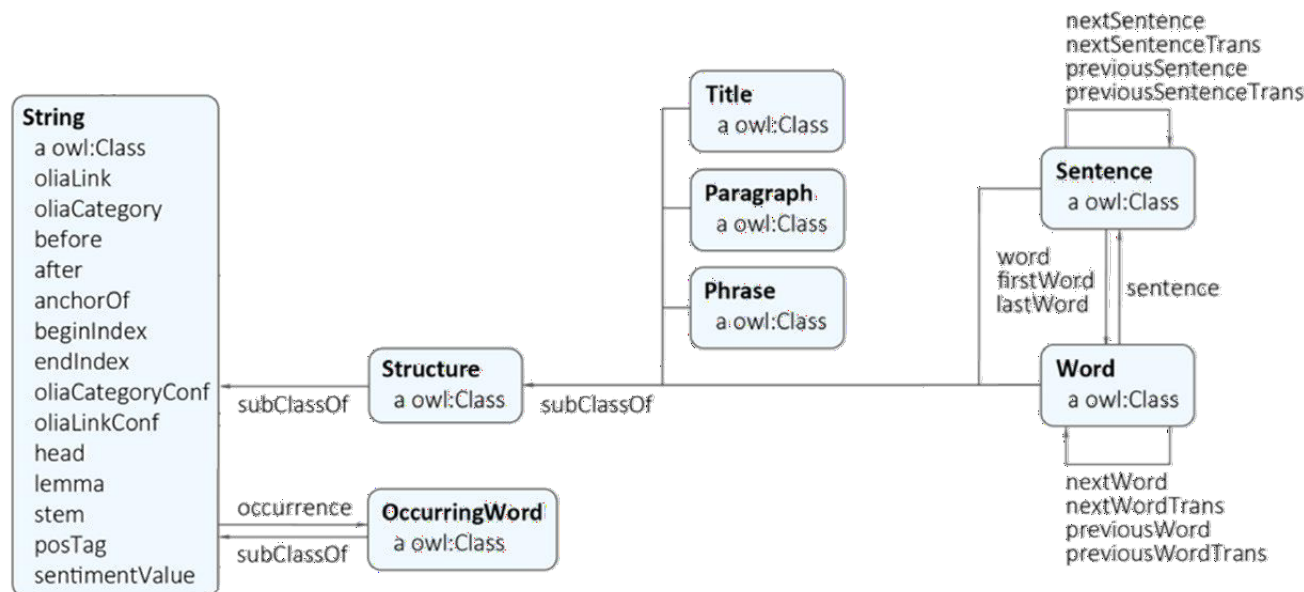 String
a owl:Class
oliaLink
oliaCategory
before
after
anchorOf
beginIndex
endIndex
oliaCategoryConf
oliaLinkConf
head
lemma
stem
posTag
sentimentValue
subClassOf
Structure
a owl:Class
occurrence
subClassOf
OccurringWord
a owl:Class
subClassOf
Title
a owl:Class
Paragraph
a owl:Class
Phrase
a owl:Class
nextSentence
nextSentenceTrans
previousSentence
previousSentenceTrans
Sentence
a owl:Class
word
firstWord
lastWord
sentence
Word
a owl:Class
nextWord
nextWordTrans
previousWord
previousWordTrans